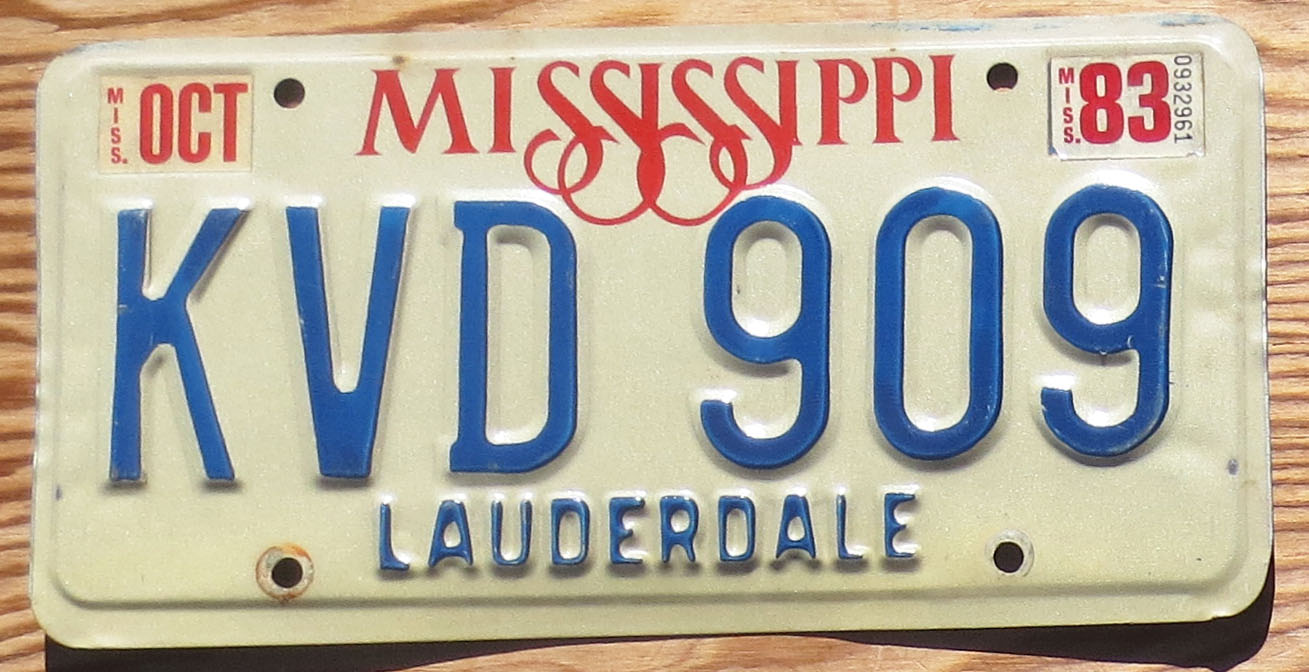 MISS. OCT
MISSISSIPPI
MISS. 83 0932961
KVD 909
LAUDERDALE